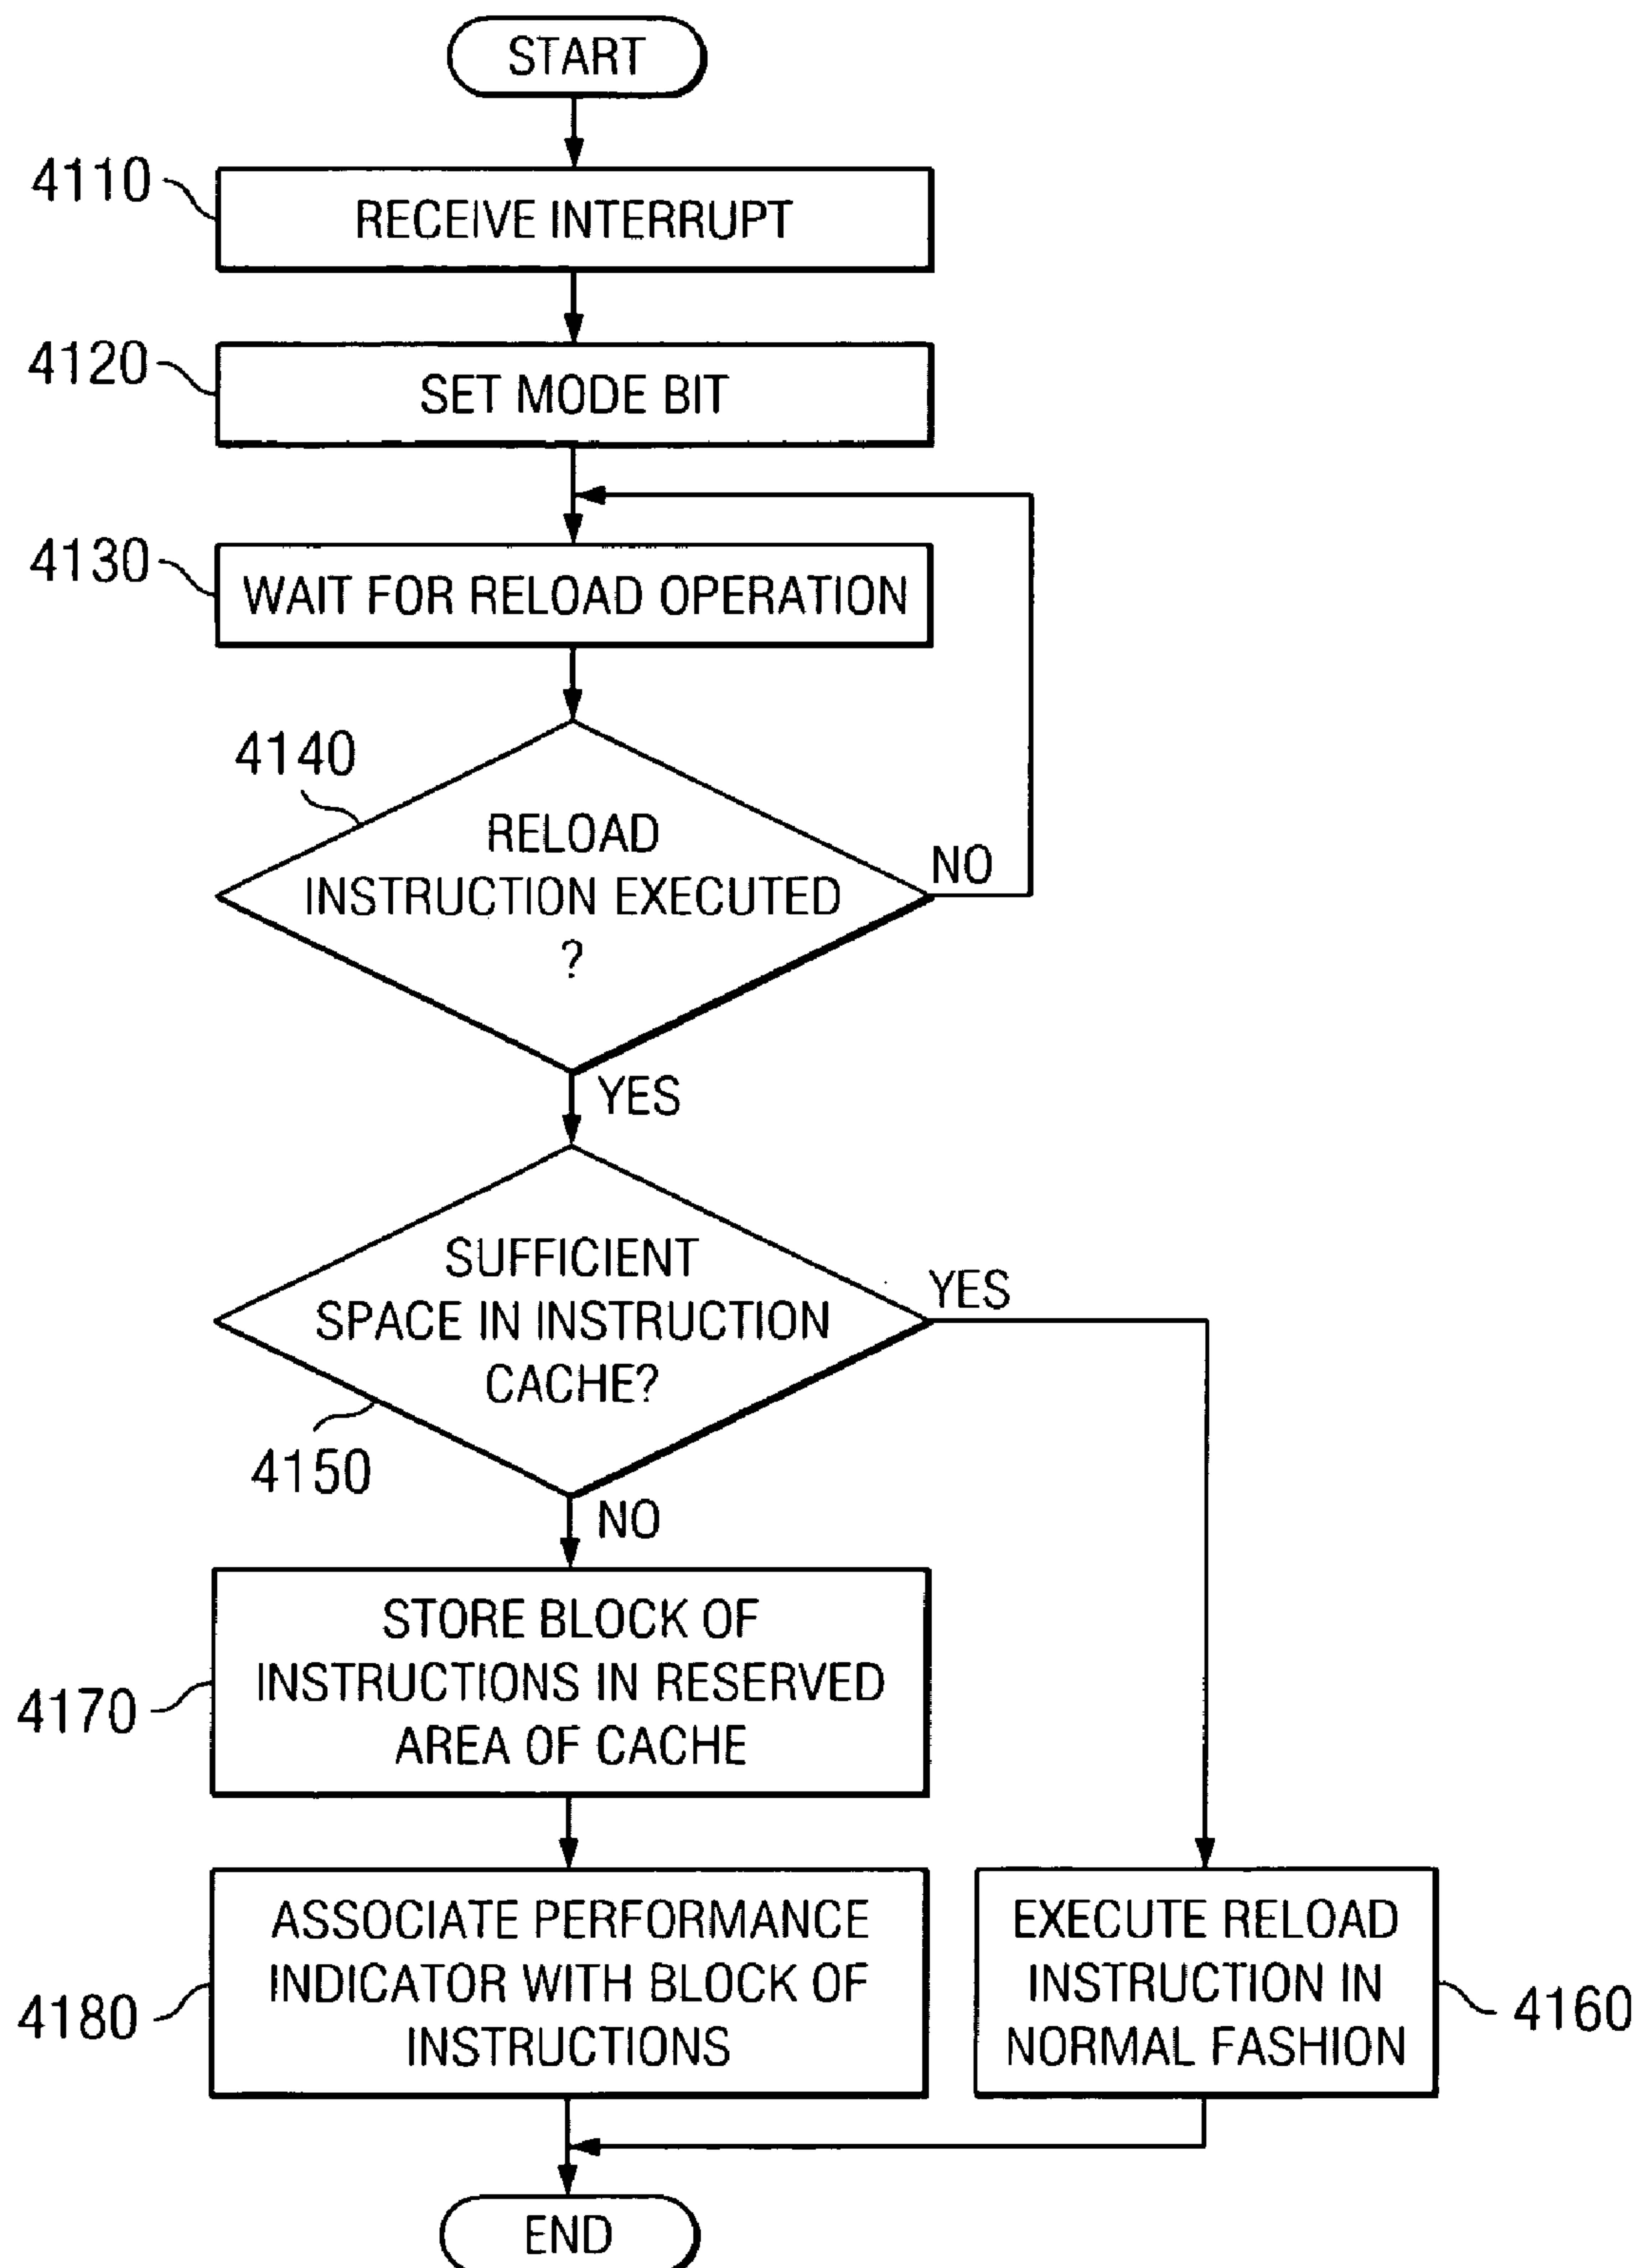 START
4110
RECEIVE INTERRUPT
4120
SET MODE BIT
4130
WAIT FOR RELOAD OPERATION
4140
RELOAD
INSTRUCTION EXECUTED
?
NO
YES
SUFFICIENT
SPACE IN INSTRUCTION
CACHE?
YES
4150
NO
STORE BLOCK OF
INSTRUCTIONS IN RESERVED
AREA OF CACHE
4170
ASSOCIATE PERFORMANCE
INDICATOR WITH BLOCK OF
INSTRUCTIONS
4180
EXECUTE RELOAD
INSTRUCTION IN
NORMAL FASHION
4160
END